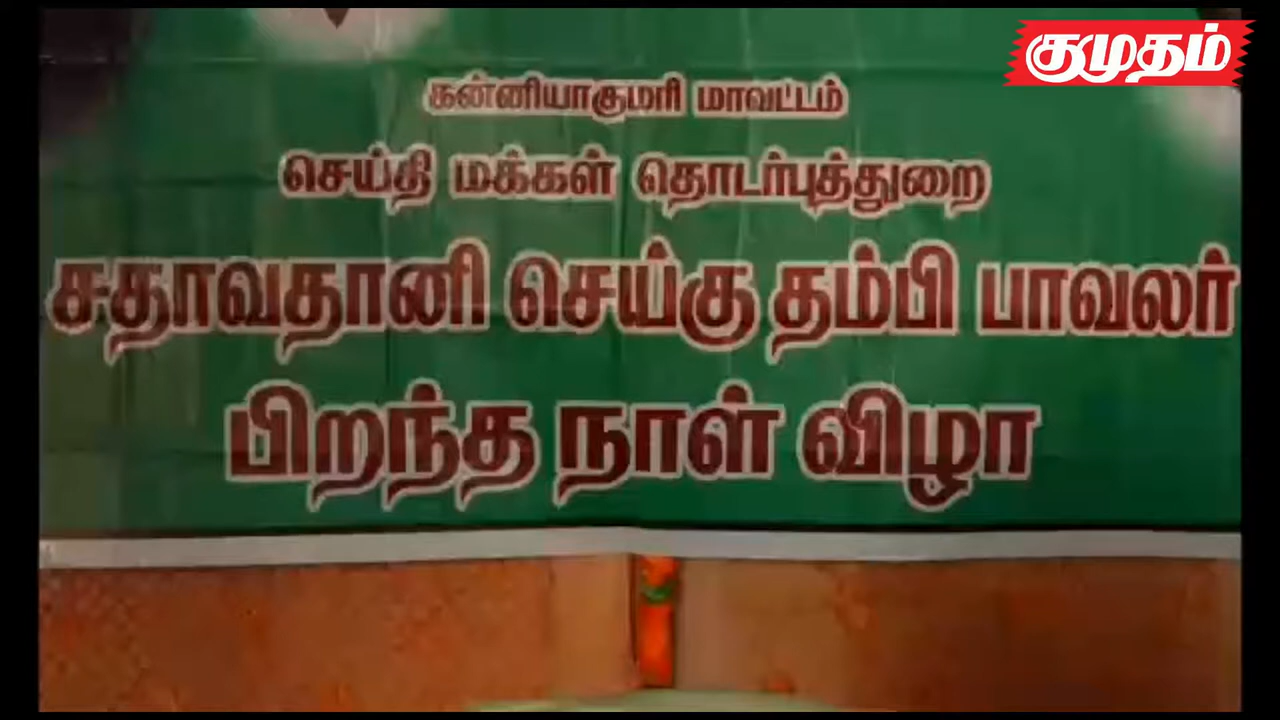 குமுதம்
கன்னியாகுமரி மாவட்டம்
செய்தி மக்கள் தொடர்புத்துறை
சதாவதானி செய்கு தம்பி பாவலர்
பிறந்த நாள் விழா